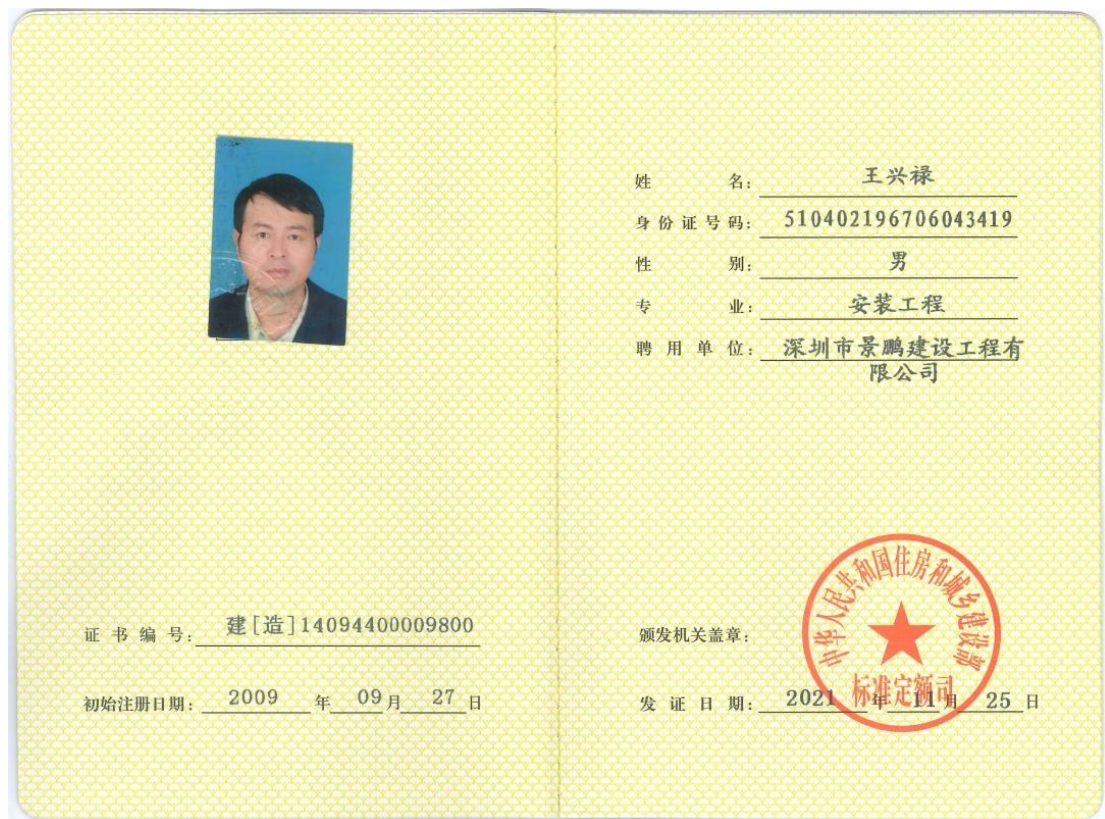 姓名：王兴禄
身份证号码：510402196706043419
性别：男
专业：安装工程
聘用单位：深圳市景鹏建设工程有
限公司
证书编号：建[造]14094400009800
初始注册日期：2009年09月27日
颁发机关盖章：
中华人民共和国住房和城乡建设部
标准定额司
发证日期：2021年11月25日